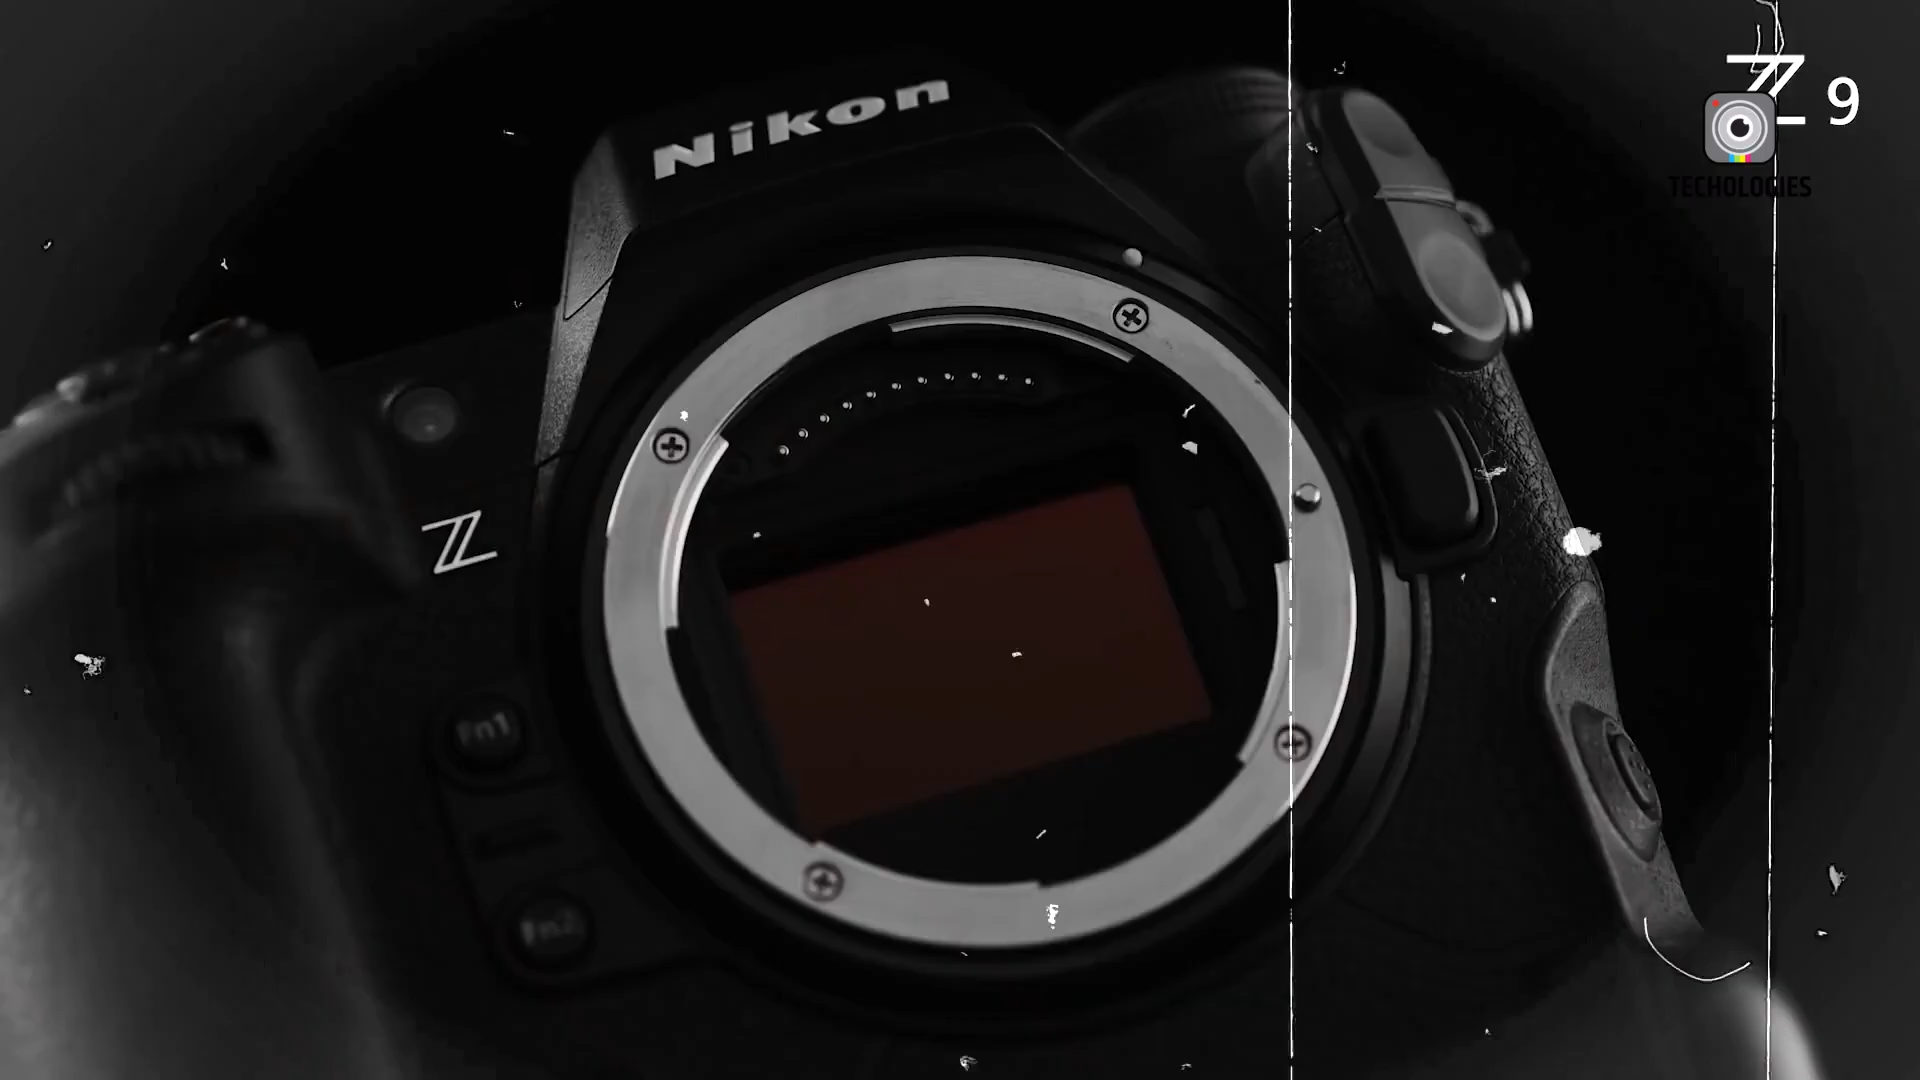 Nikon
Z 9
TECHOLOGIES
Z
Fn1
Fn2